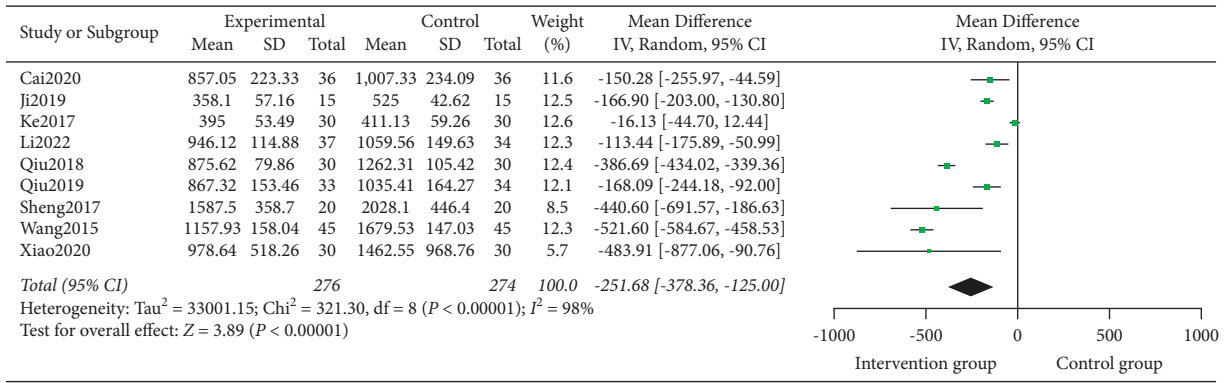 Study or Subgroup Experimental Control Weight (%) Mean Difference IV, Random, 95% CI Mean Difference IV, Random, 95% CI
Mean SD Total Mean SD Total
Cai2020 857.05 223.33 36 1,007.33 234.09 36 11.6 -150.28 [-255.97, -44.59]
Ji2019 358.1 57.16 15 525 42.62 15 12.5 -166.90 [-203.00, -130.80]
Ke2017 395 53.49 30 411.13 59.26 30 12.6 -16.13 [-44.70, 12.44]
Li2022 946.12 114.88 37 1059.56 149.63 34 12.3 -113.44 [-175.89, -50.99]
Qiu2018 875.62 79.86 30 1262.31 105.42 30 12.4 -386.69 [-434.02, -339.36]
Qiu2019 867.32 153.46 33 1035.41 164.27 34 12.1 -168.09 [-244.18, -92.00]
Sheng2017 1587.5 358.7 20 2028.1 446.4 20 8.5 -440.60 [-691.57, -186.63]
Wang2015 1157.93 158.04 45 1679.53 147.03 45 12.3 -521.60 [-584.67, -458.53]
Xiao2020 978.64 518.26 30 1462.55 968.76 30 5.7 -483.91 [-877.06, -90.76]
Total (95% CI) 276 274 100.0 -251.68 [-378.36, -125.00]
Heterogeneity: Tau² = 33001.15; Chi² = 321.30, df = 8 (P < 0.00001); I² = 98%
Test for overall effect: Z = 3.89 (P < 0.00001)
-1000 -500 0 500 1000
Intervention group Control group